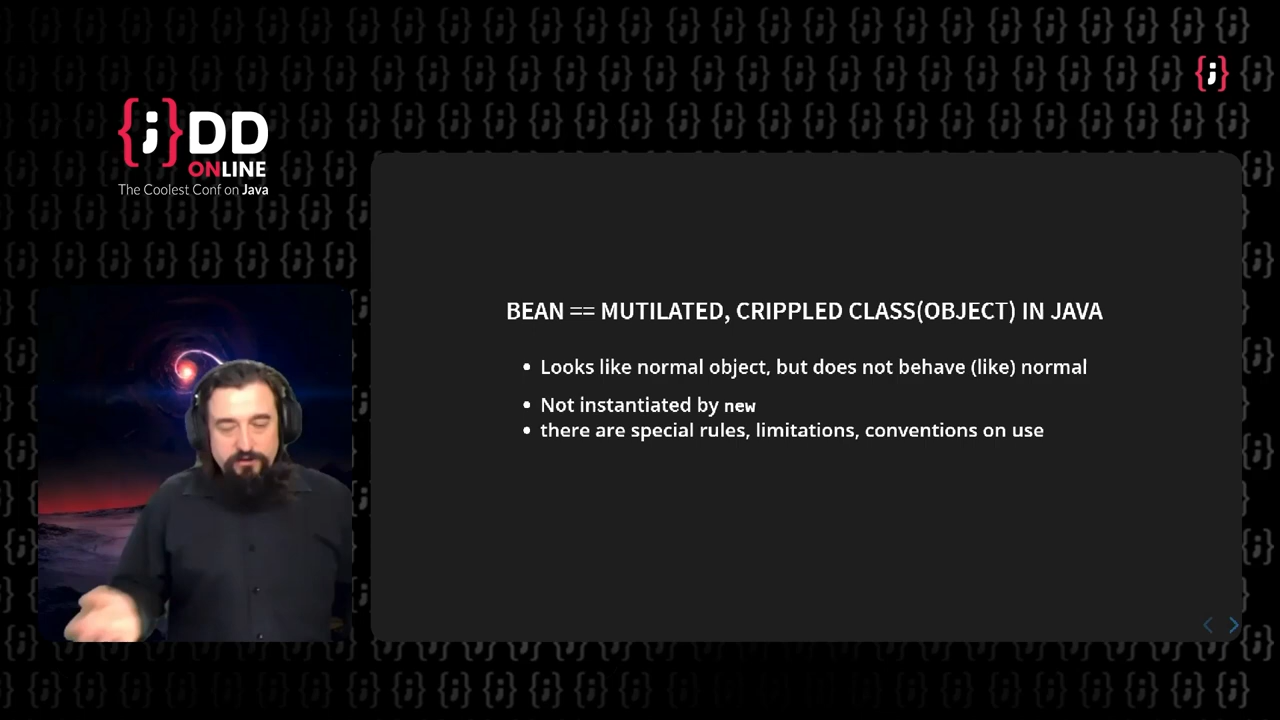 {;}
{;}DD
ONLINE
The Coolest Conf on Java
BEAN == MUTILATED, CRIPPLED CLASS(OBJECT) IN JAVA
• Looks like normal object, but does not behave (like) normal
• Not instantiated by new
• there are special rules, limitations, conventions on use